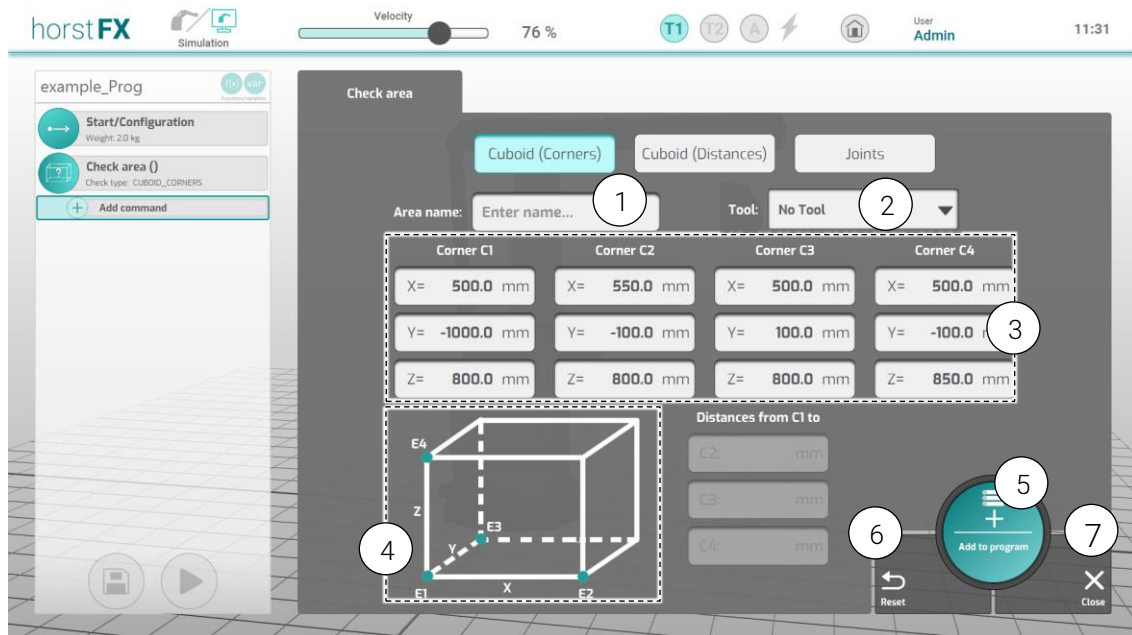 horstFX
Simulation
Velocity
76 %
T1
T2
A
User
Admin
11:31
example_Prog
f(x) var
Functions/variables
Start/Configuration
Weight: 2.0 kg
Check area ()
Check type: CUBOID_CORNERS
Add command
Check area
Cuboid (Corners)
Cuboid (Distances)
Joints
Area name: Enter name... 1
Tool: No Tool 2
Corner C1 Corner C2 Corner C3 Corner C4
X= 500.0 mm X= 550.0 mm X= 500.0 mm X= 500.0 mm
Y= -1000.0 mm Y= -100.0 mm Y= 100.0 mm Y= -100.0 3
Z= 800.0 mm Z= 800.0 mm Z= 800.0 mm Z= 850.0 mm
E4
Z
E3
Y
4
E1
X
E2
Distances from C1 to
C2: mm
C3: mm
C4: mm
5
Add to program
6
Reset
7
Close